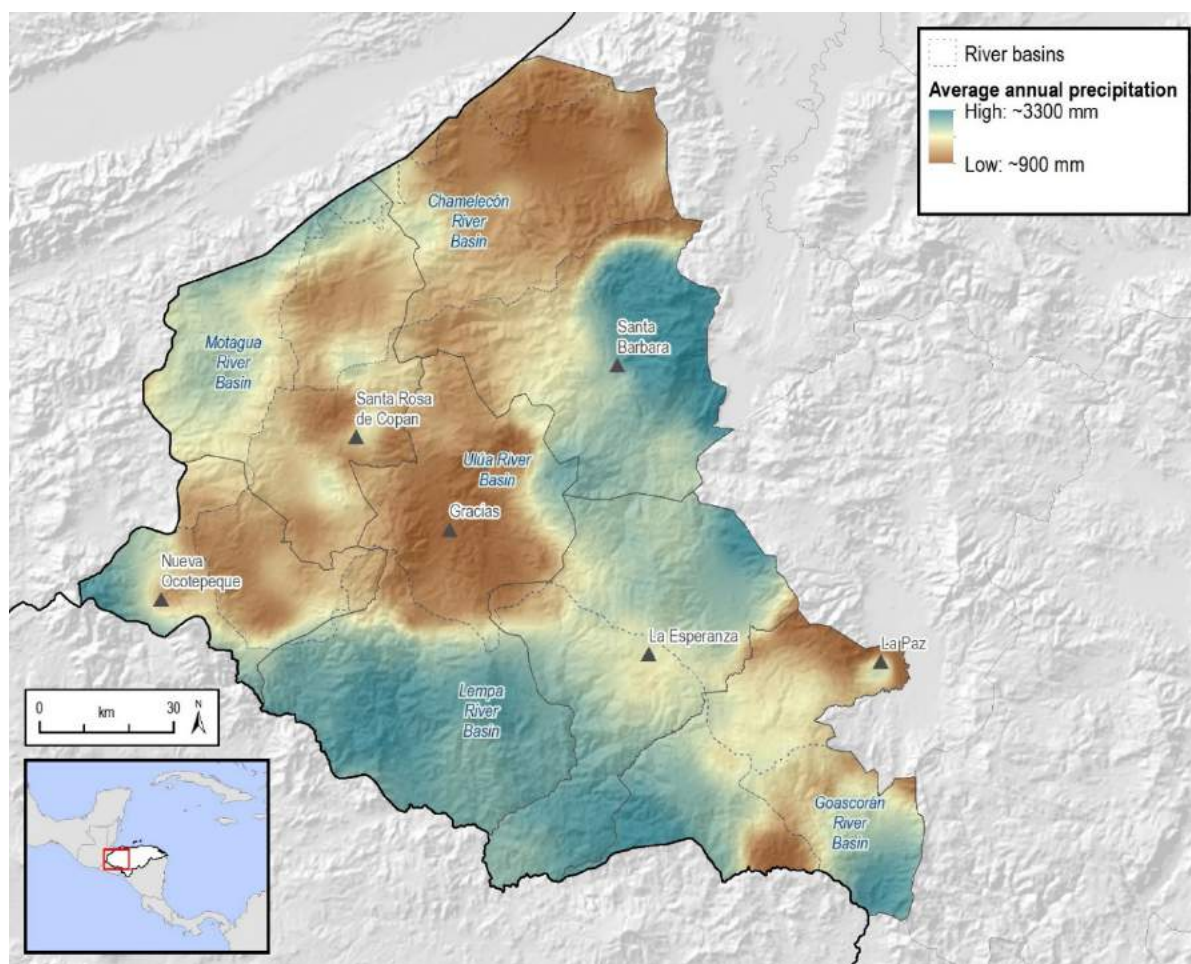 River basins
Average annual precipitation
High: ~3300 mm
Low: ~900 mm
Chamelecón
River
Basin
Motagua
River
Basin
Santa
Barbara
Santa Rosa
de Copan
Ulúa River
Basin
Gracias
Nueva
Ocotepeque
La Esperanza
La Paz
Lempa
River
Basin
Goascorán
River
Basin
0 km 30
N